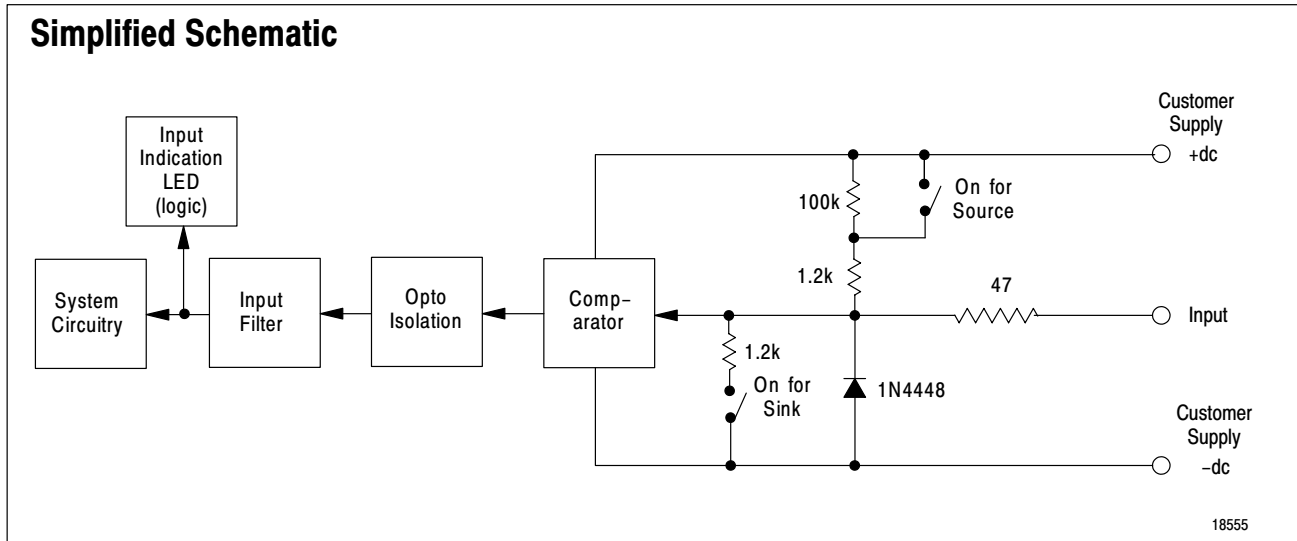 Simplified Schematic
Customer
Supply
+dc
Input
Indication
LED
(logic)
100k
On for
Source
1.2k
47
System
Circuitry
Input
Filter
Opto
Isolation
Comp–
arator
Input
1.2k
On for
Sink
1N4448
Customer
Supply
–dc
18555